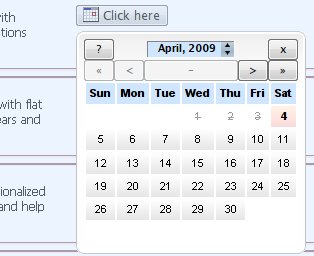 with
Click here
tions
? April, 2009 x
« < – > »
Sun Mon Tue Wed Thu Fri Sat
1 2 3 4
with flat
5 6 7 8 9 10 11
ears and
12 13 14 15 16 17 18
19 20 21 22 23 24 25
ionalized
and help
26 27 28 29 30